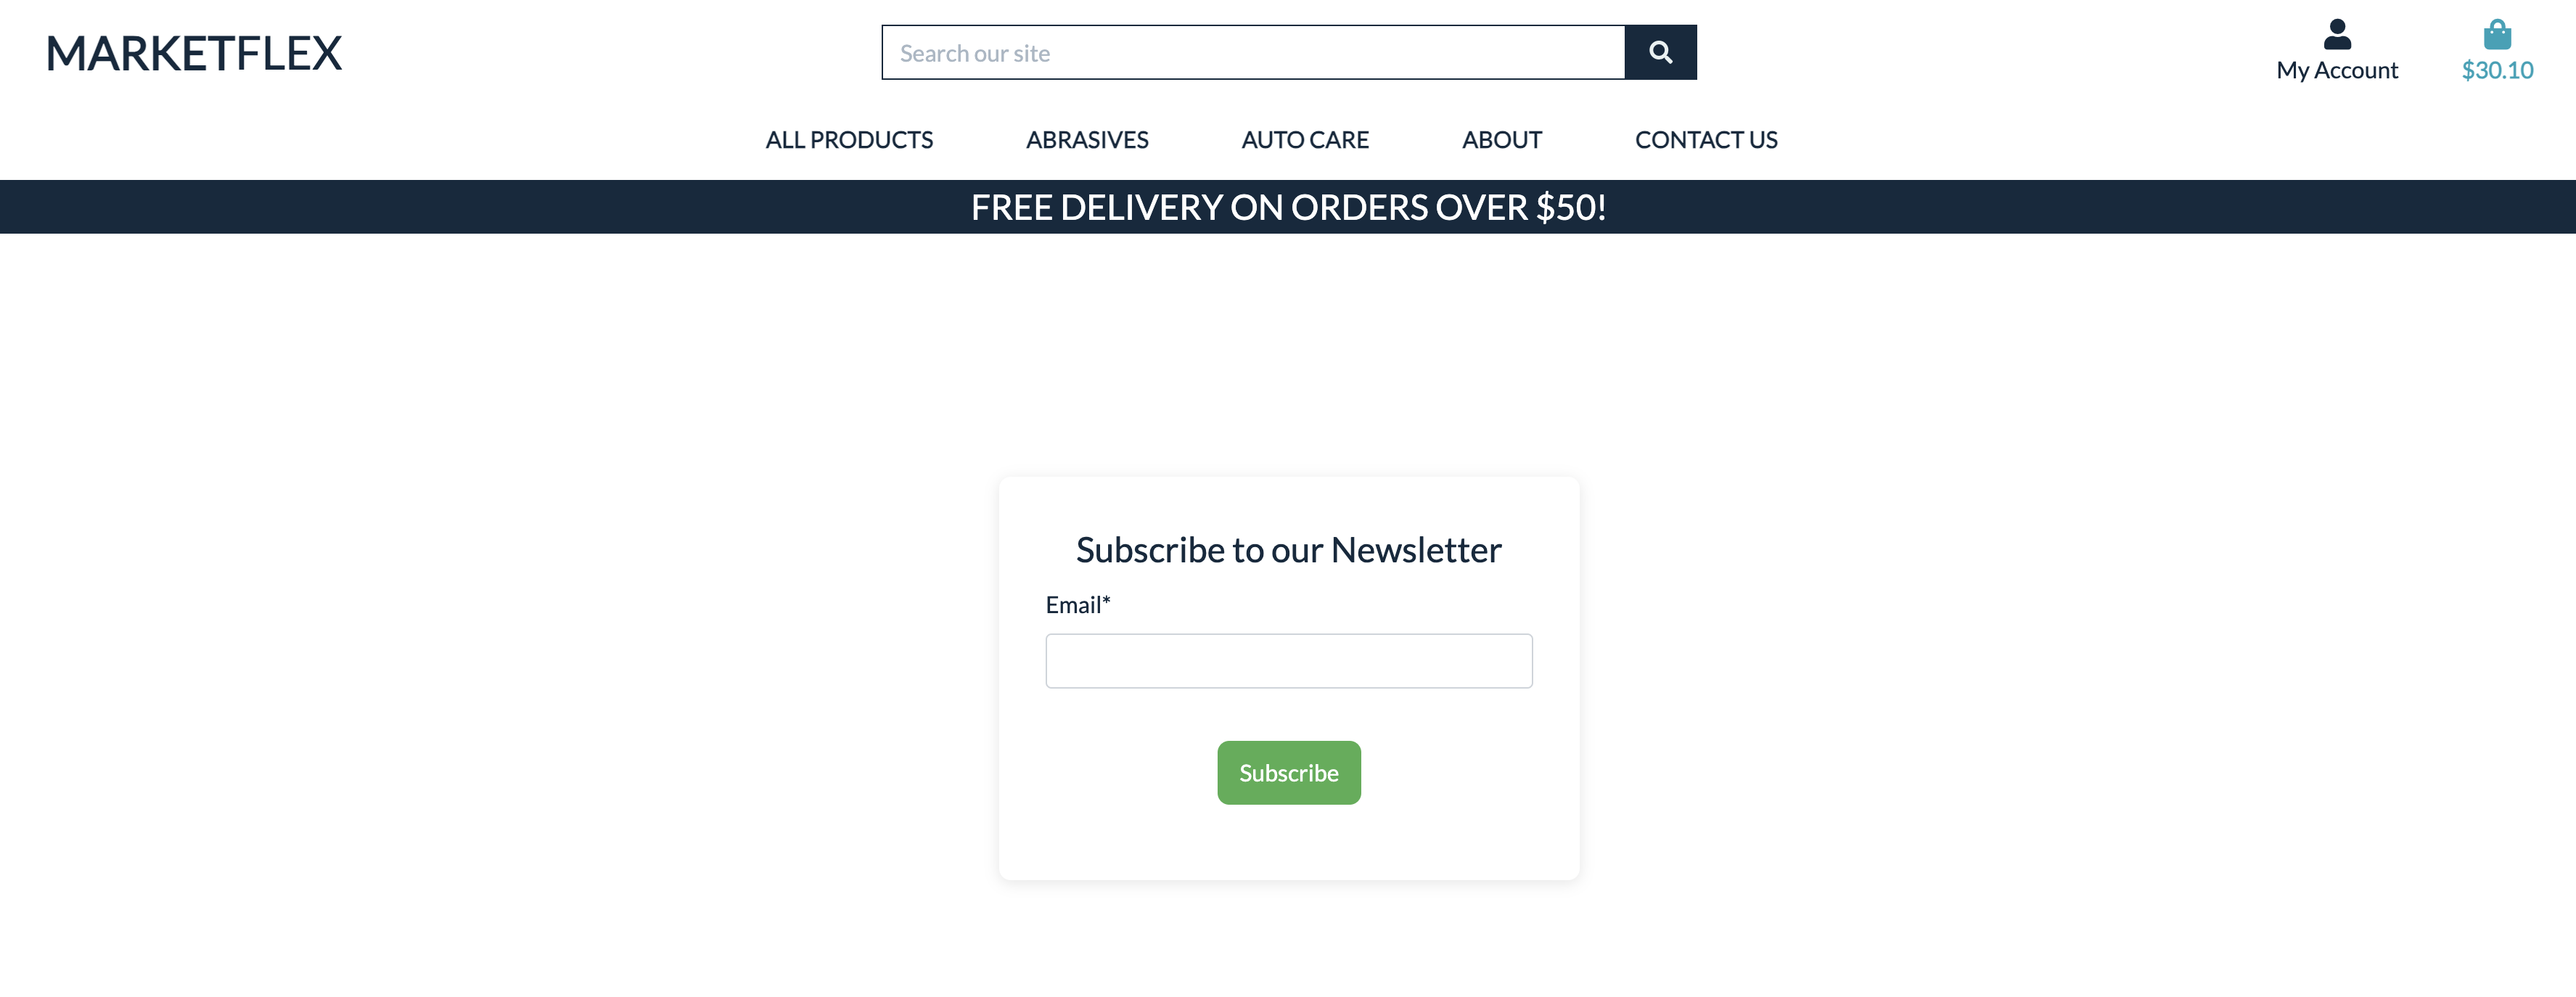 MARKETFLEX
Search our site
My Account
$30.10
ALL PRODUCTS ABRASIVES AUTO CARE ABOUT CONTACT US
FREE DELIVERY ON ORDERS OVER $50!
Subscribe to our Newsletter
Email*
Subscribe